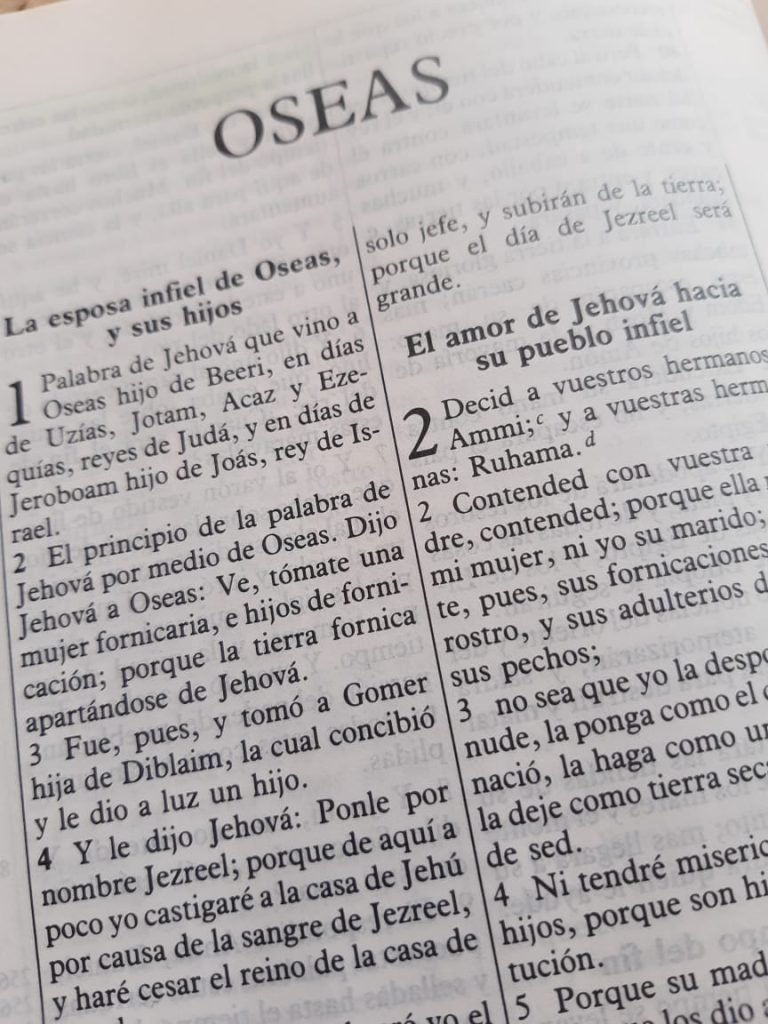 OSEAS
La esposa infiel de Oseas,
y sus hijos
1 Palabra de Jehová que vino a
Oseas hijo de Beeri, en días
de Uzías, Jotam, Acaz y Eze-
quías, reyes de Judá, y en días de
Jeroboam hijo de Joás, rey de Is-
rael.
2 El principio de la palabra de
Jehová por medio de Oseas. Dijo
Jehová a Oseas: Ve, tómate una
mujer fornicaria, e hijos de forni-
cación; porque la tierra fornica
apartándose de Jehová.
3 Fue, pues, y tomó a Gomer
hija de Diblaim, la cual concibió
y le dio a luz un hijo.
4 Y le dijo Jehová: Ponle por
nombre Jezreel; porque de aquí a
poco yo castigaré a la casa de Jehú
por causa de la sangre de Jezreel,
y haré cesar el reino de la casa de
yo el
solo jefe, y subirán de la tierra;
porque el día de Jezreel será
grande.
El amor de Jehová hacia
su pueblo infiel
2 Decid a vuestros hermanos
Ammi;c y a vuestras herm
nas: Ruhama.d
2 Contended con vuestra
dre, contended; porque ella
mi mujer, ni yo su marido;
te, pues, sus fornicaciones
rostro, y sus adulterios d
sus pechos;
3 no sea que yo la despo
nude, la ponga como el
nació, la haga como un
la deje como tierra seca
de sed.
4 Ni tendré miseric
hijos, porque son hi
tución.
5 Porque su mad
los dio a